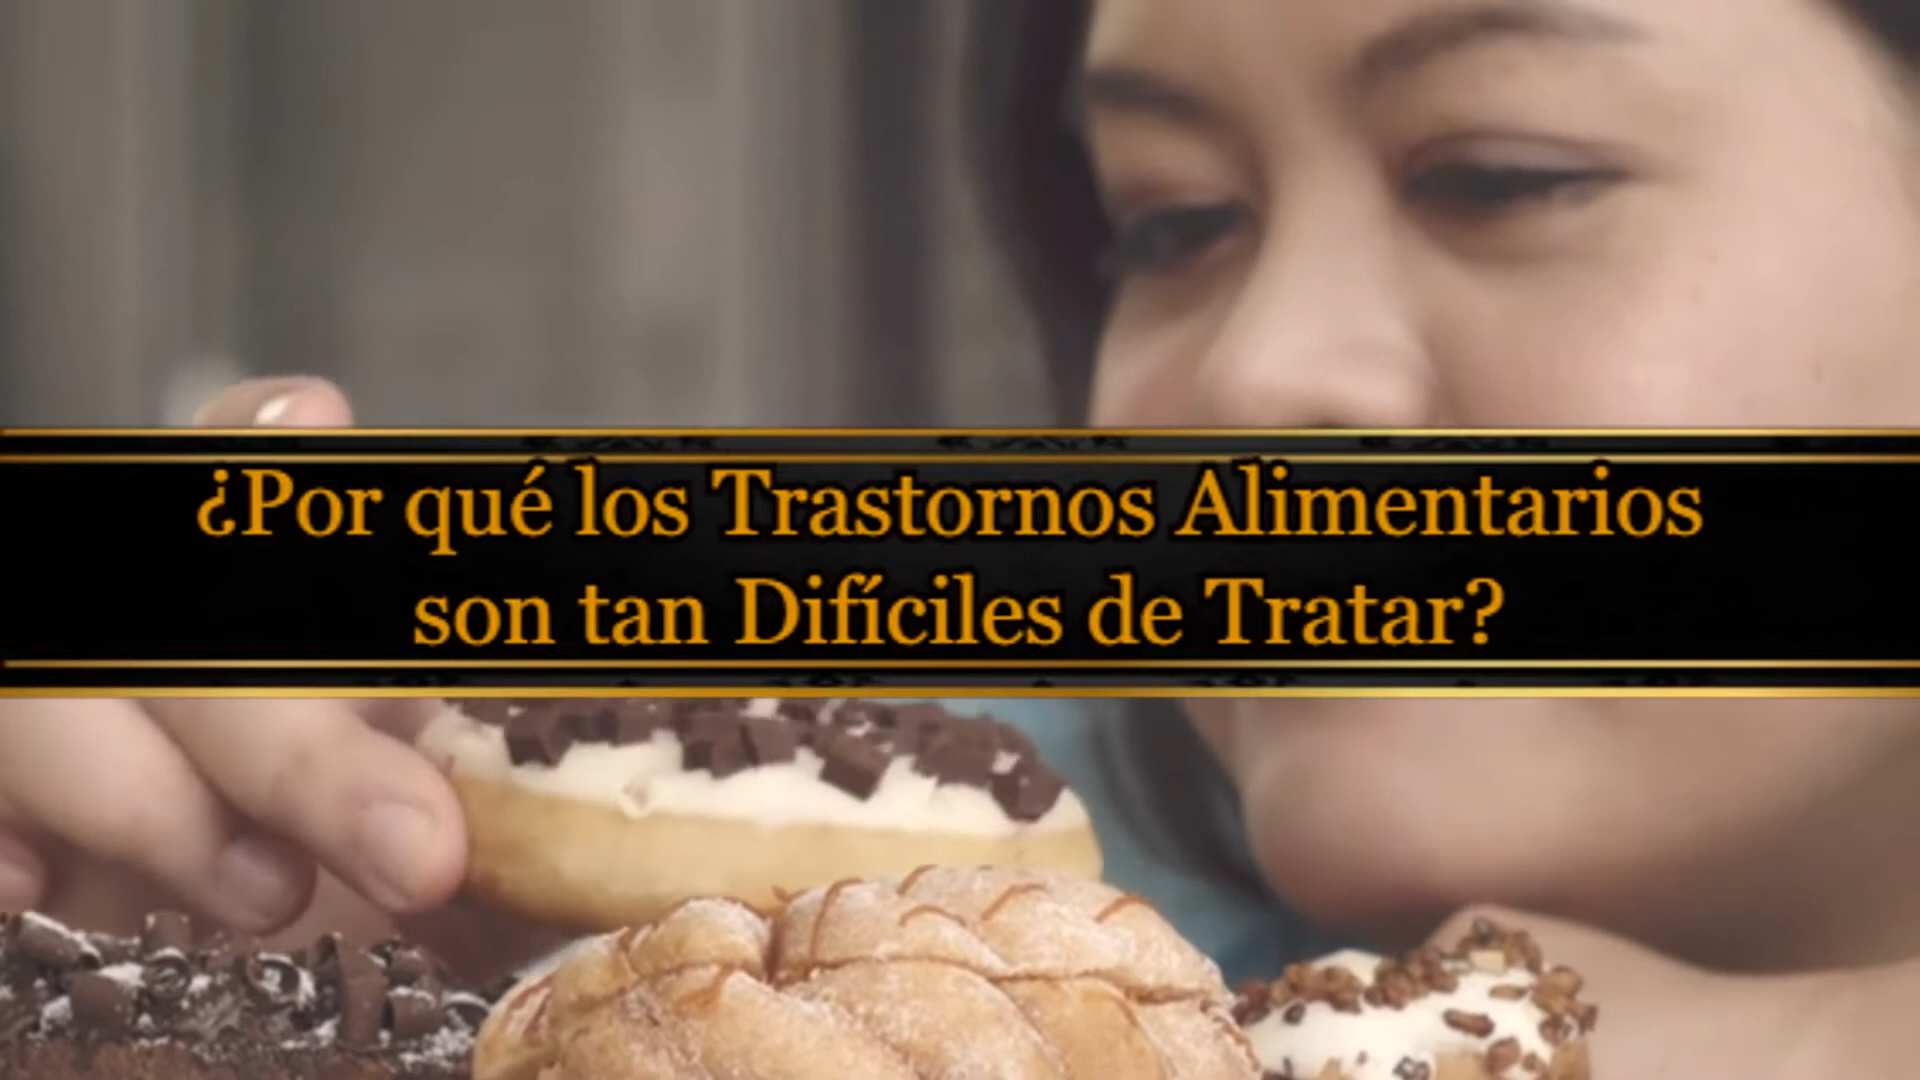 ¿Por qué los Trastornos Alimentarios
son tan Difíciles de Tratar?